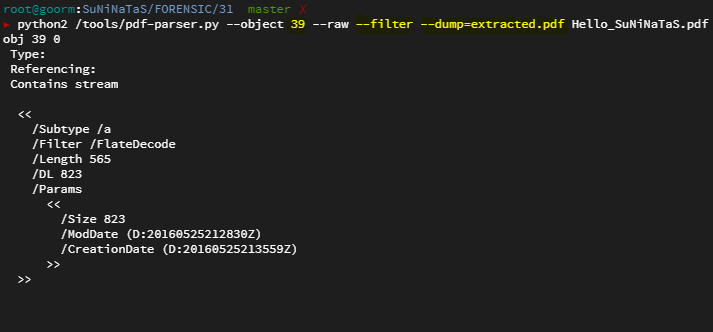 root@goorm:SuNiNaTaS/FORENSIC/31 master X
▶ python2 /tools/pdf-parser.py --object 39 --raw --filter --dump=extracted.pdf Hello_SuNiNaTaS.pdf
obj 39 0
Type:
Referencing:
Contains stream
<<
/Subtype /a
/Filter /FlateDecode
/Length 565
/DL 823
/Params
<<
/Size 823
/ModDate (D:20160525212830Z)
/CreationDate (D:20160525213559Z)
>>
>>